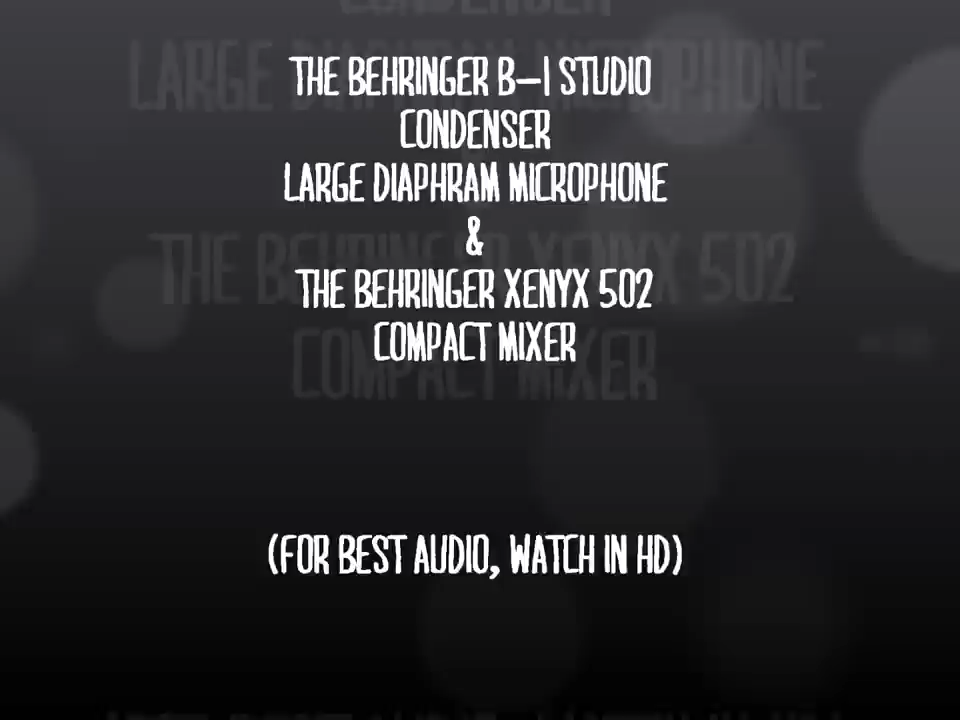 THE BEHRINGER B-1 STUDIO
CONDENSER
LARGE DIAPHRAM MICROPHONE
&
THE BEHRINGER XENYX 502
COMPACT MIXER
(FOR BEST AUDIO, WATCH IN HD)